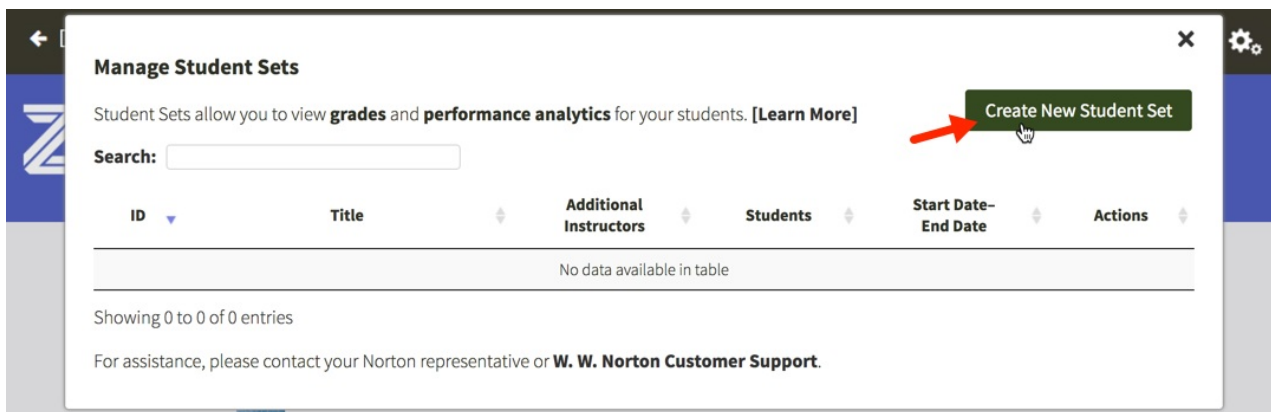 Manage Student Sets
Student Sets allow you to view grades and performance analytics for your students. [Learn More]
Create New Student Set
Search:
ID
Title
Additional
Instructors
Students
Start Date–
End Date
Actions
No data available in table
Showing 0 to 0 of 0 entries
For assistance, please contact your Norton representative or W. W. Norton Customer Support.